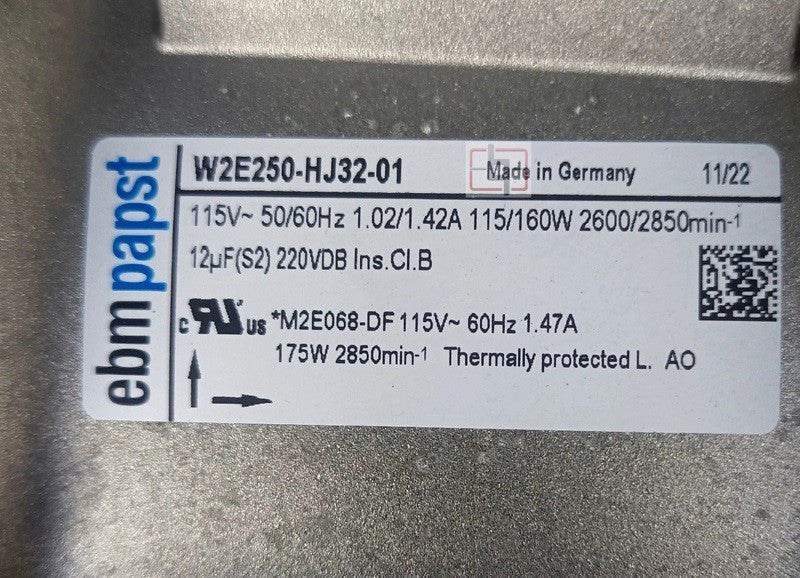 ebmpapst
W2E250-HJ32-01 Made in Germany 11/22
115V~ 50/60Hz 1.02/1.42A 115/160W 2600/2850min-1
12µF(S2) 220VDB Ins.Cl.B
c RU us *M2E068-DF 115V~ 60Hz 1.47A
175W 2850min-1 Thermally protected L. AO